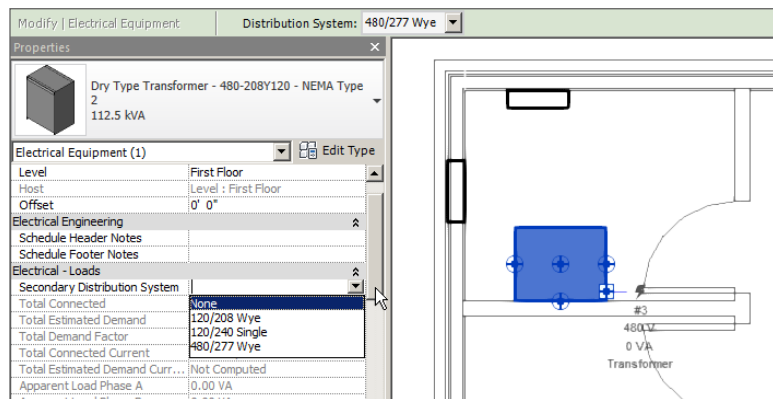 Modify | Electrical Equipment
Distribution System: 480/277 Wye
Properties
Dry Type Transformer - 480-208Y120 - NEMA Type
2
112.5 kVA
Electrical Equipment (1)
Edit Type
Level First Floor
Host Level : First Floor
Offset 0' 0"
Electrical Engineering
Schedule Header Notes
Schedule Footer Notes
Electrical - Loads
Secondary Distribution System
Total Connected None
Total Estimated Demand 120/208 Wye
Total Demand Factor 120/240 Single
Total Connected Current 480/277 Wye
Total Estimated Demand Curr... Not Computed
Apparent Load Phase A 0.00 VA
#3
480 V
0 VA
Transformer